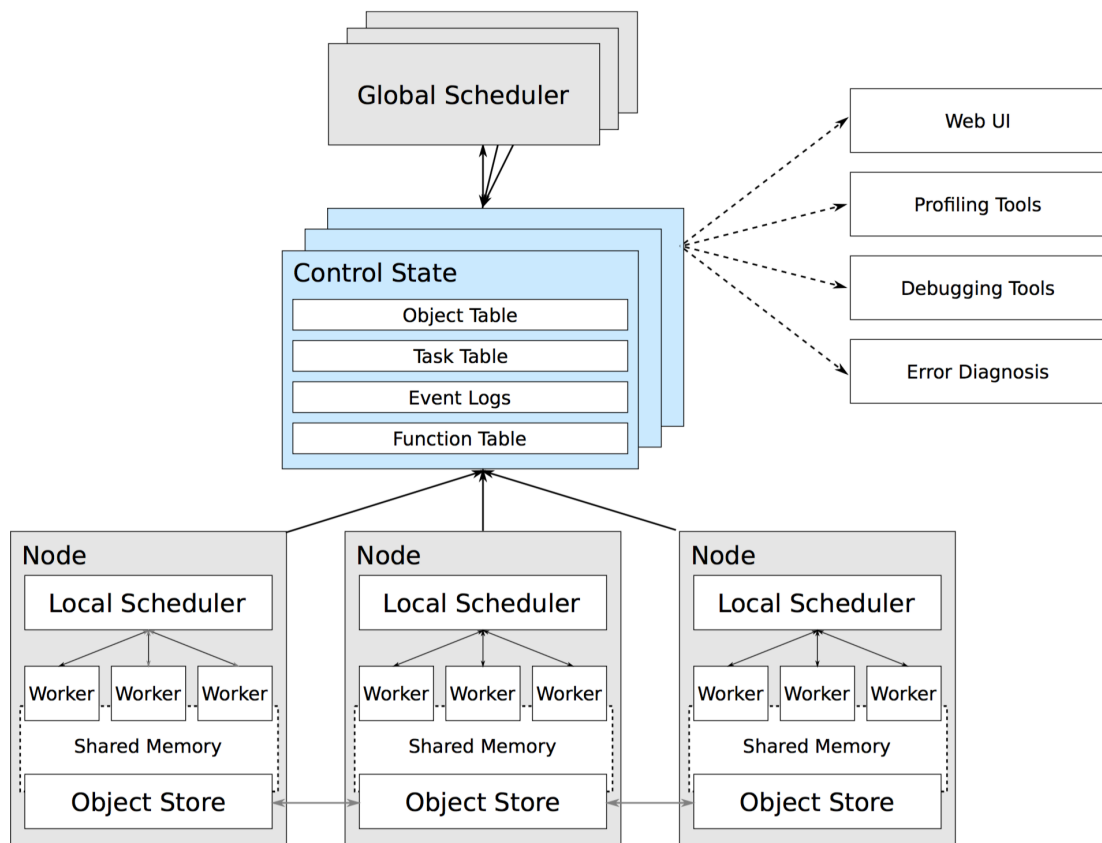 Global Scheduler
Web UI
Profiling Tools
Debugging Tools
Error Diagnosis
Control State
Object Table
Task Table
Event Logs
Function Table
Node
Local Scheduler
Worker
Worker
Worker
Shared Memory
Object Store
Node
Local Scheduler
Worker
Worker
Worker
Shared Memory
Object Store
Node
Local Scheduler
Worker
Worker
Worker
Shared Memory
Object Store